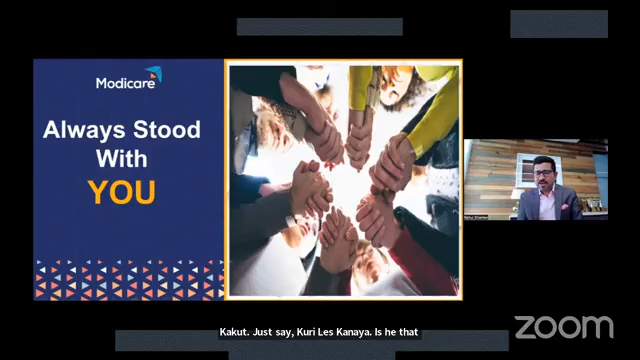 Modicare
Always Stood
With
YOU
Kakut. Just say, Kuri Les Kanaya. Is he that
zoom